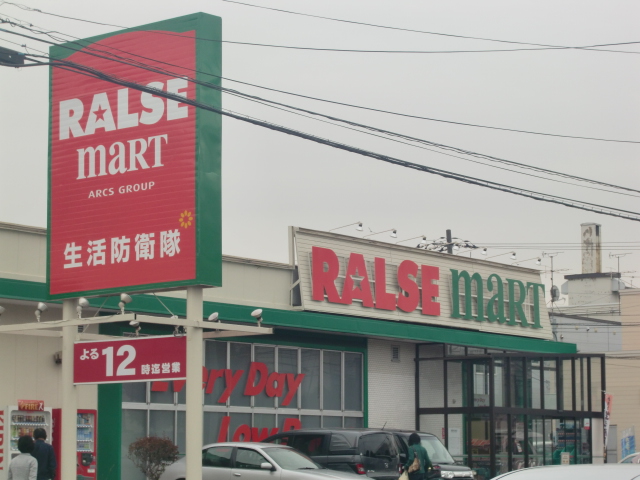 RALSE
maRT
ARCS GROUP
生活防衛隊
よる12時迄営業
RALSE maRT
Every Day
Low